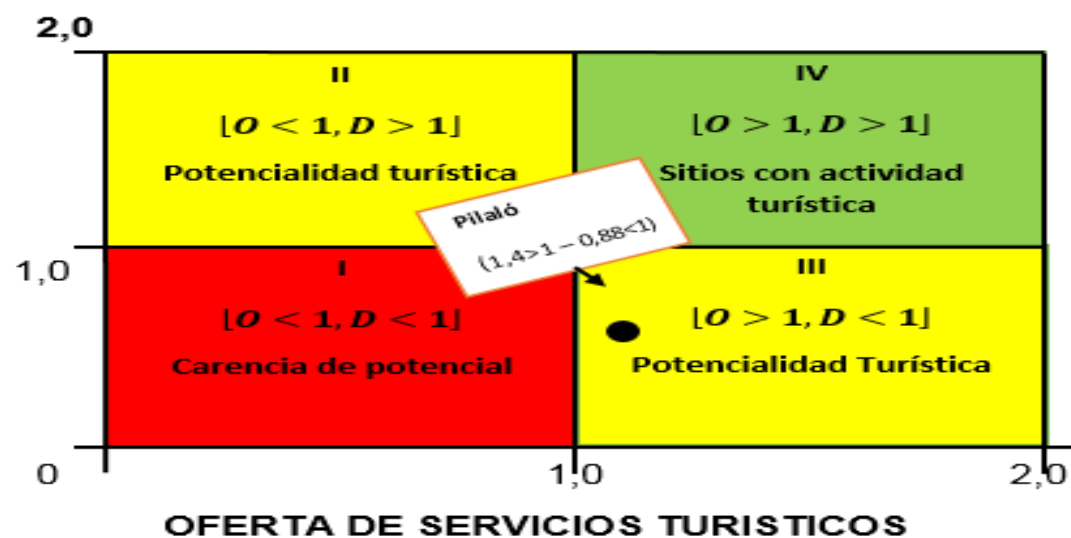 2,0
II
⌊O < 1, D > 1⌋
Potencialidad turística
IV
⌊O > 1, D > 1⌋
Sitios con actividad
turística
Pilaló
(1,4>1 – 0,88<1)
1,0
I
⌊O < 1, D < 1⌋
Carencia de potencial
III
⌊O > 1, D < 1⌋
Potencialidad Turística
0
1,0
2,0
OFERTA DE SERVICIOS TURISTICOS